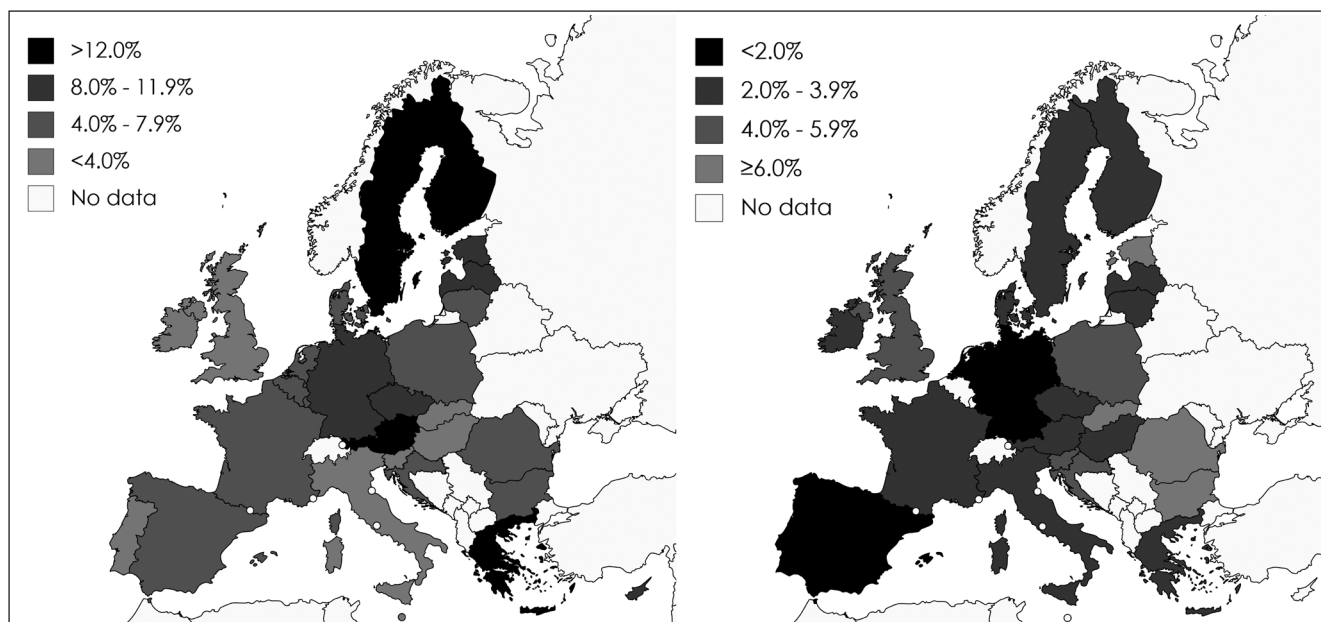 >12.0%
8.0% - 11.9%
4.0% - 7.9%
<4.0%
No data
<2.0%
2.0% - 3.9%
4.0% - 5.9%
≥6.0%
No data